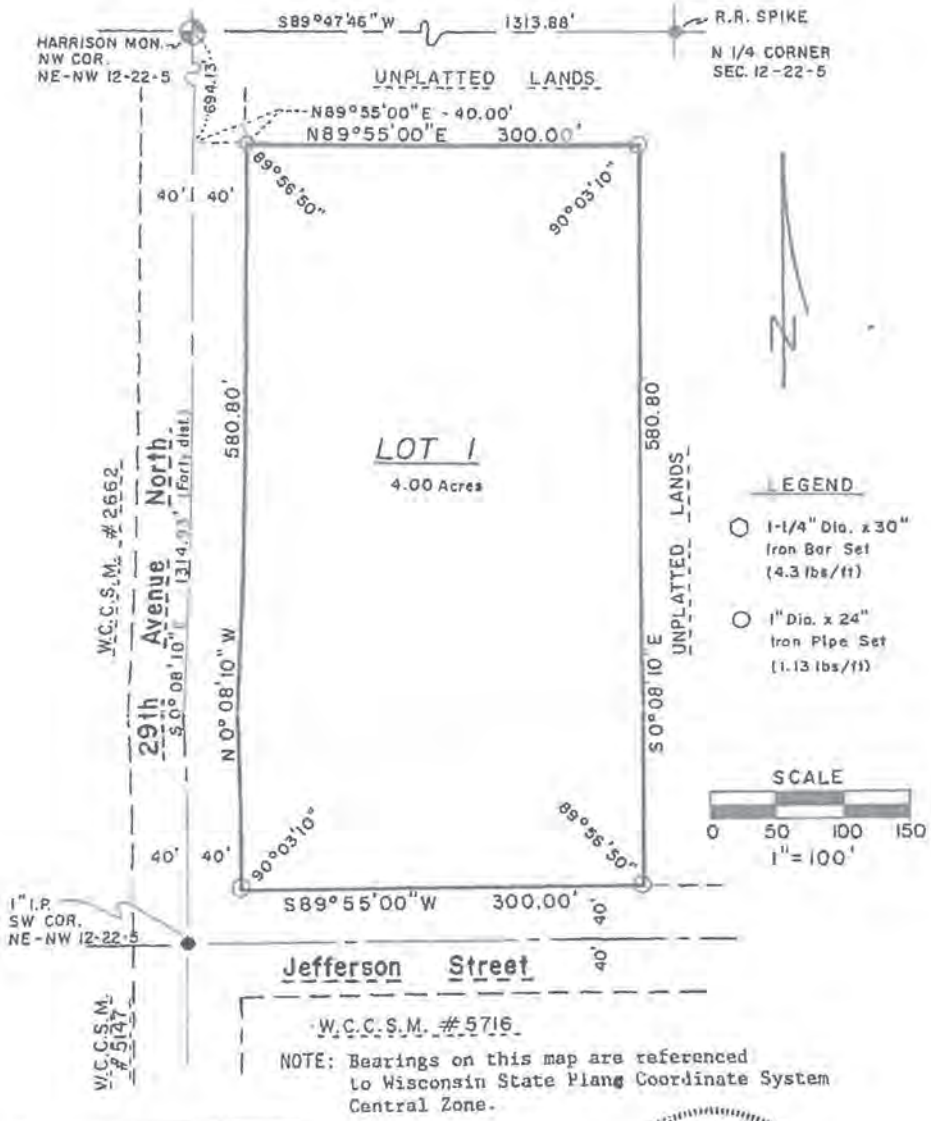 S89°47'46"W 1313.88'
R.R. SPIKE
HARRISON MON.
NW COR.
NE-NW 12-22-5
N 1/4 CORNER
SEC. 12-22-5
694.13'
UNPLATTED LANDS
N89°55'00"E - 40.00'
N89°55'00"E 300.00'
89°56'50"
90°03'10"
40' 40'
N
580.80'
580.80'
LOT 1
4.00 Acres
W.C.C.S.M. #2662
29th Avenue North
S 0°08'10"E 1314.93' (Forty dist.)
N 0°08'10"W
S 0°08'10"E
UNPLATTED LANDS
LEGEND
1-1/4" Dia. x 30"
Iron Bar Set
(4.3 lbs/ft)
1" Dia. x 24"
Iron Pipe Set
(1.13 lbs/ft)
SCALE
0 50 100 150
1"=100'
90°03'10"
89°56'50"
40' 40'
S89°55'00"W 300.00'
40'
1" I.P.
SW COR.
NE-NW 12-22-5
40'
Jefferson Street
W.C.C.S.M.
#5147
W.C.C.S.M. #5716
NOTE: Bearings on this map are referenced
to Wisconsin State Plane Coordinate System
Central Zone.